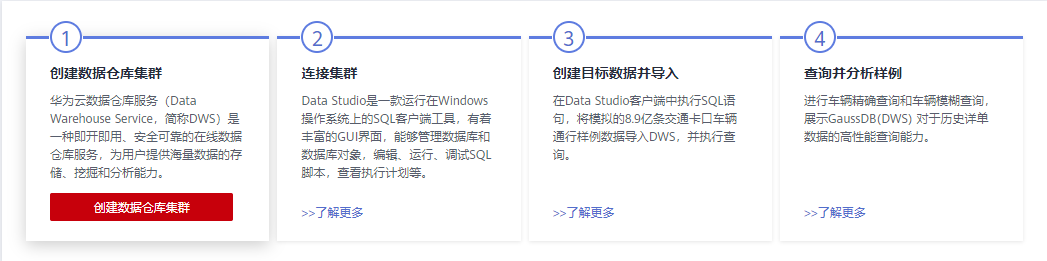 1
创建数据仓库集群
华为云数据仓库服务（Data
Warehouse Service，简称DWS）是
一种即开即用、安全可靠的在线数据
仓库服务，为用户提供海量数据的存
储、挖掘和分析能力。
创建数据仓库集群
2
连接集群
Data Studio是一款运行在Windows
操作系统上的SQL客户端工具，有着
丰富的GUI界面，能够管理数据库和
数据库对象，编辑、运行、调试SQL
脚本，查看执行计划等。
>>了解更多
3
创建目标数据并导入
在Data Studio客户端中执行SQL语
句，将模拟的8.9亿条交通卡口车辆
通行样例数据导入DWS，并执行查
询。
>>了解更多
4
查询并分析样例
进行车辆精确查询和车辆模糊查询，
展示GaussDB(DWS) 对于历史详单
数据的高性能查询能力。
>>了解更多